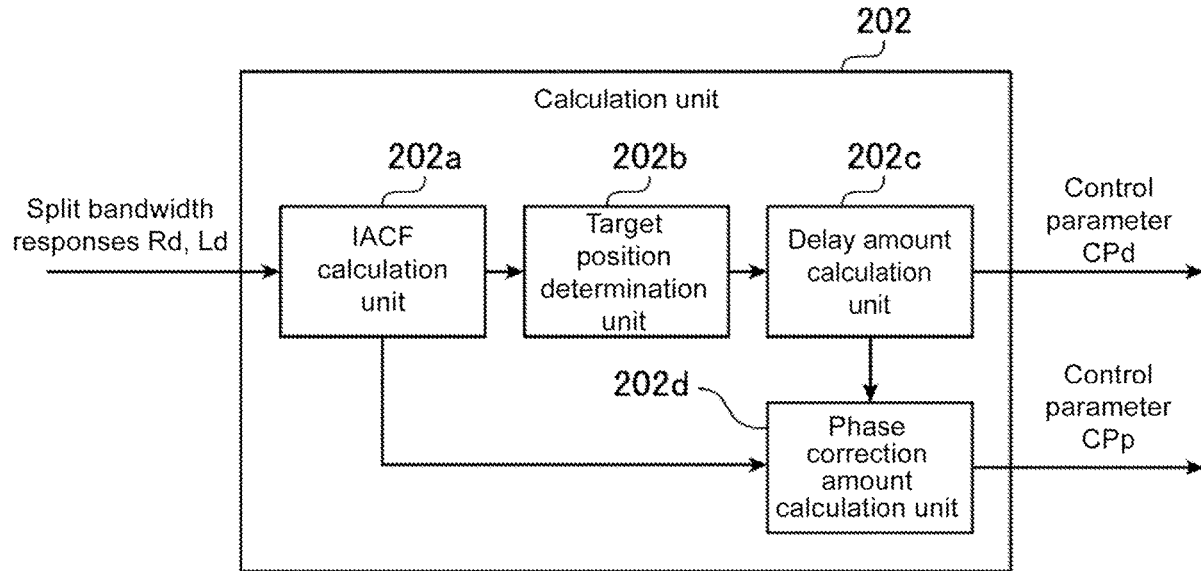 202
Calculation unit
202a
202b
202c
Split bandwidth
responses Rd, Ld
IACF
calculation
unit
Target
position
determination
unit
Delay amount
calculation
unit
Control
parameter
CPd
202d
Phase
correction
amount
calculation unit
Control
parameter
CPp